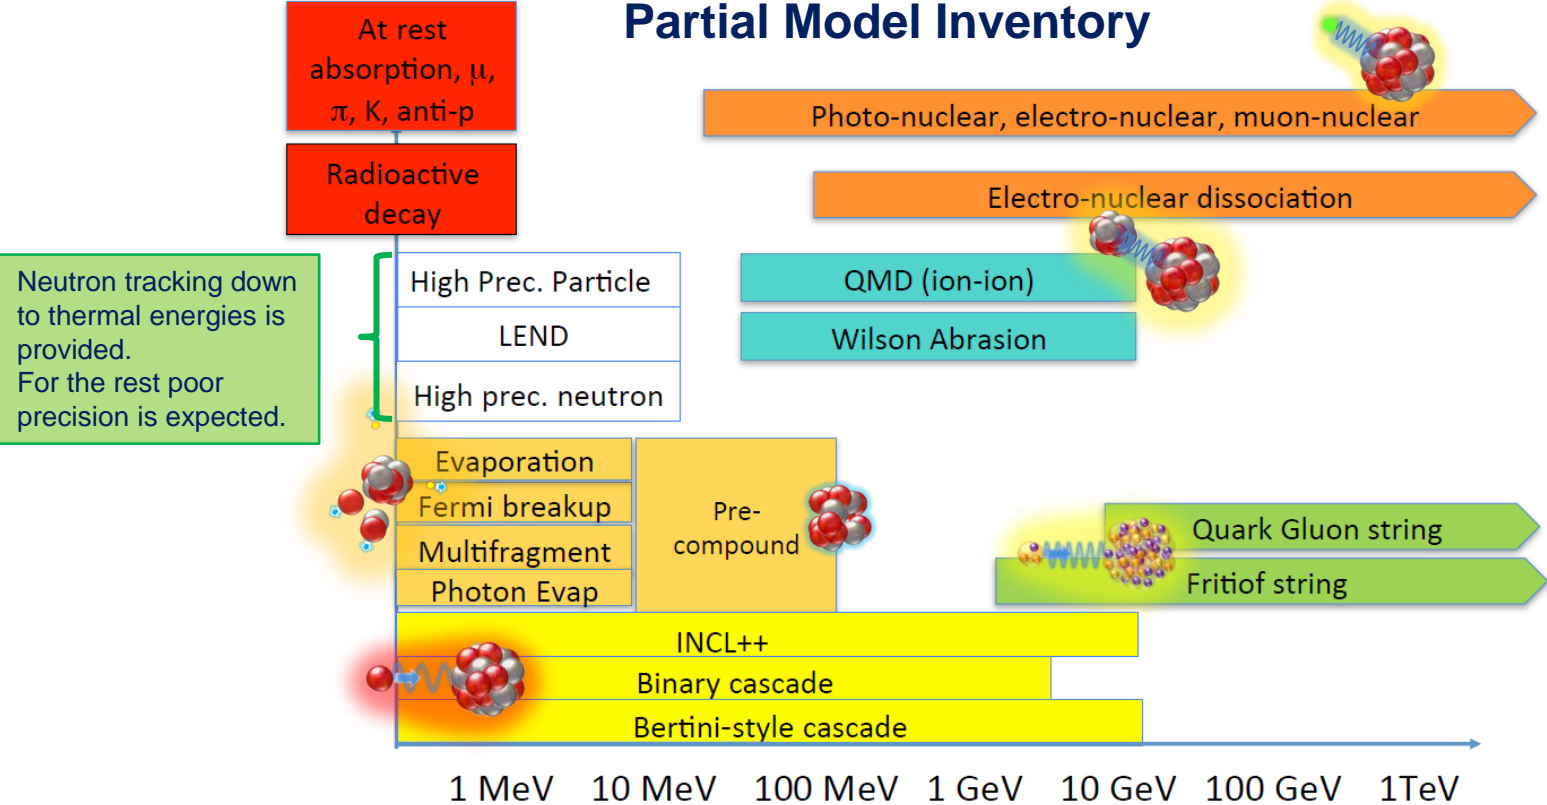 Partial Model Inventory
At rest
absorption, μ,
π, K, anti-p
Photo-nuclear, electro-nuclear, muon-nuclear
Radioactive
decay
Electro-nuclear dissociation
Neutron tracking down
to thermal energies is
provided.
For the rest poor
precision is expected.
High Prec. Particle
LEND
High prec. neutron
QMD (ion-ion)
Wilson Abrasion
Evaporation
Fermi breakup
Multifragment
Photon Evap
Pre-
compound
Quark Gluon string
Fritiof string
INCL++
Binary cascade
Bertini-style cascade
1 MeV 10 MeV 100 MeV 1 GeV 10 GeV 100 GeV 1TeV